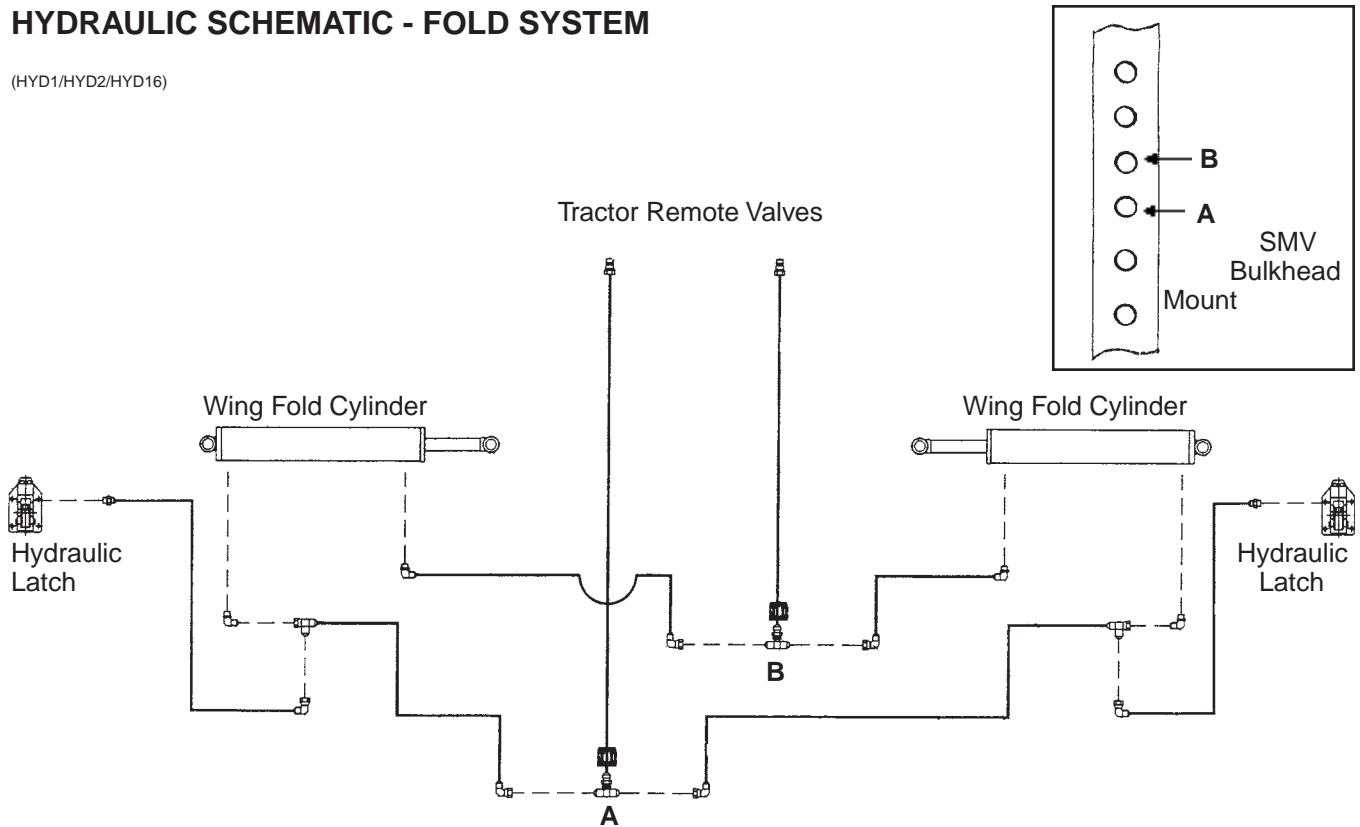 HYDRAULIC SCHEMATIC - FOLD SYSTEM
(HYD1/HYD2/HYD16)
B
A
SMV
Bulkhead
Mount
Tractor Remote Valves
Wing Fold Cylinder
Wing Fold Cylinder
Hydraulic
Latch
Hydraulic
Latch
B
A